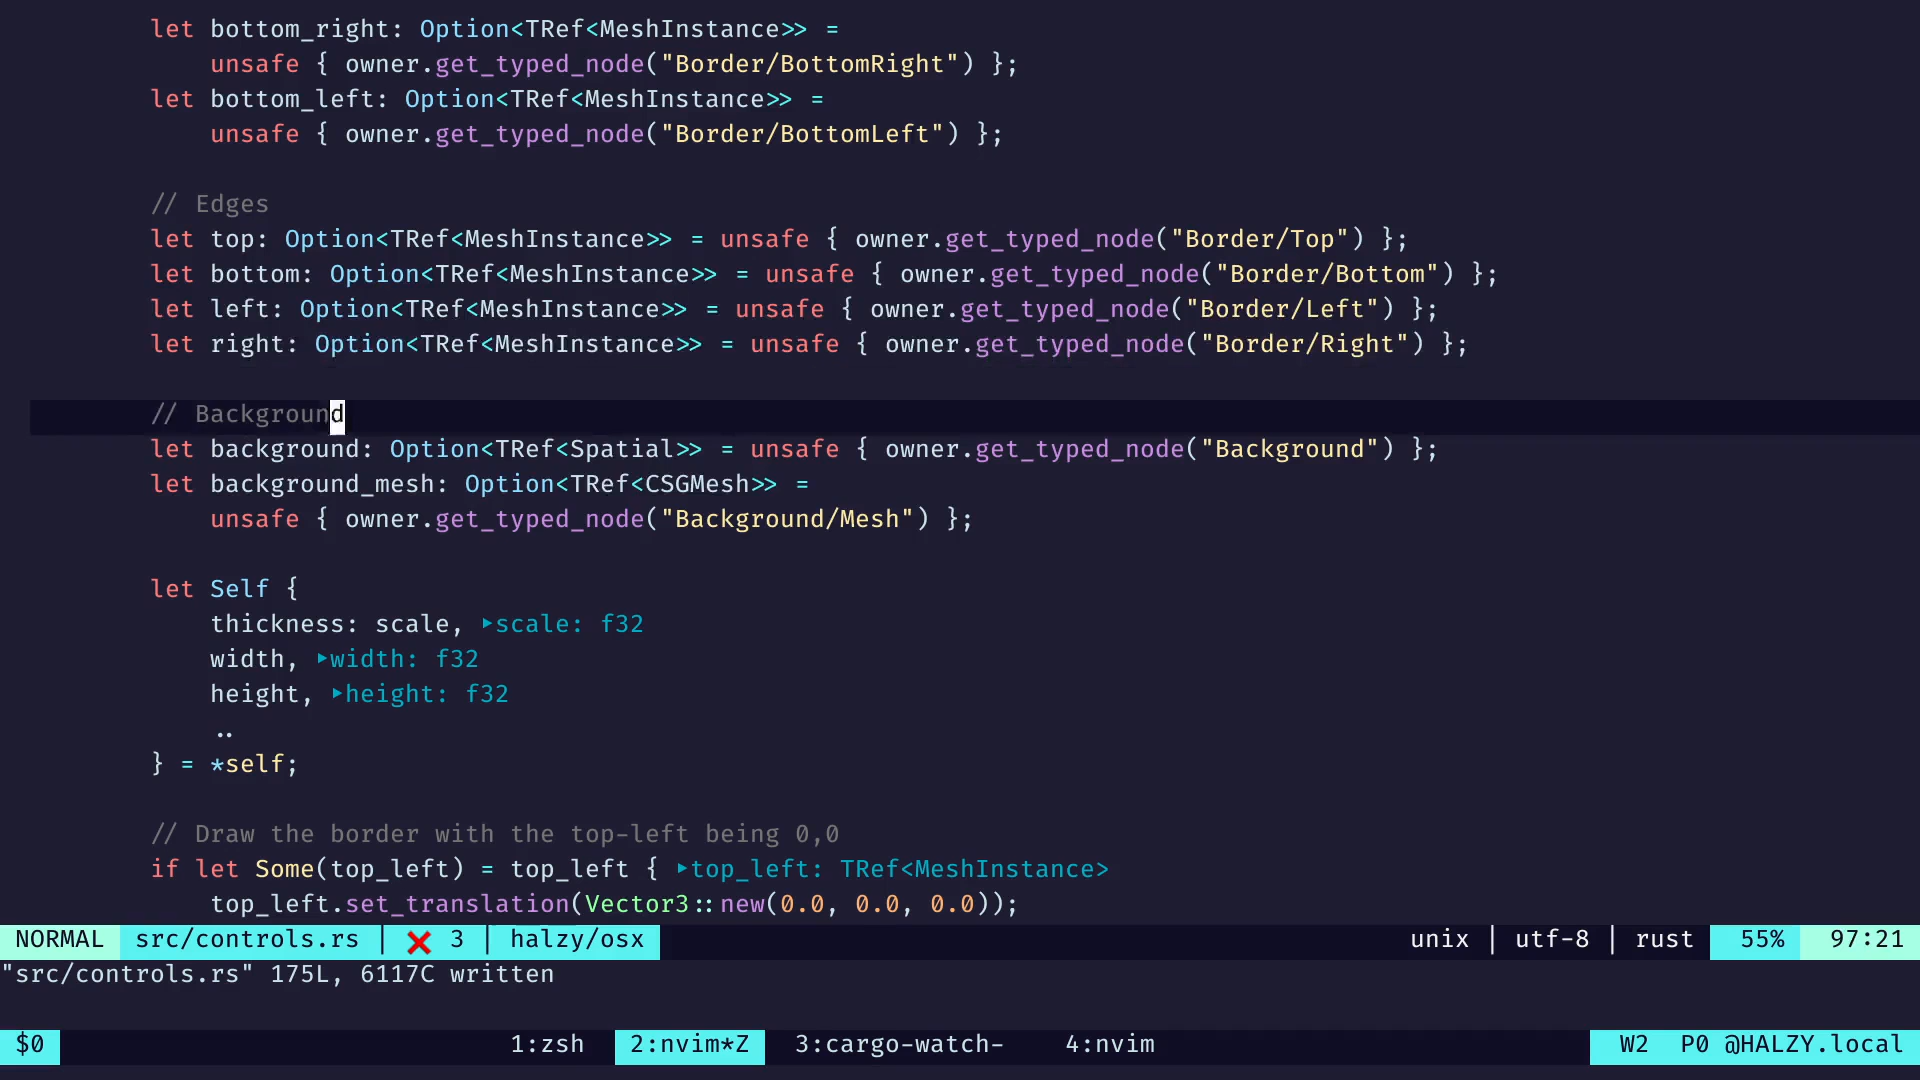 let bottom_right: Option<TRef<MeshInstance>> =
unsafe { owner.get_typed_node("Border/BottomRight") };
let bottom_left: Option<TRef<MeshInstance>> =
unsafe { owner.get_typed_node("Border/BottomLeft") };
// Edges
let top: Option<TRef<MeshInstance>> = unsafe { owner.get_typed_node("Border/Top") };
let bottom: Option<TRef<MeshInstance>> = unsafe { owner.get_typed_node("Border/Bottom") };
let left: Option<TRef<MeshInstance>> = unsafe { owner.get_typed_node("Border/Left") };
let right: Option<TRef<MeshInstance>> = unsafe { owner.get_typed_node("Border/Right") };
// Background
let background: Option<TRef<Spatial>> = unsafe { owner.get_typed_node("Background") };
let background_mesh: Option<TRef<CSGMesh>> =
unsafe { owner.get_typed_node("Background/Mesh") };
let Self {
thickness: scale, ▸scale: f32
width, ▸width: f32
height, ▸height: f32
..
} = *self;
// Draw the border with the top-left being 0,0
if let Some(top_left) = top_left { ▸top_left: TRef<MeshInstance>
top_left.set_translation(Vector3::new(0.0, 0.0, 0.0));
NORMAL src/controls.rs | ❌ 3 | halzy/osx unix | utf-8 | rust 55% 97:21
"src/controls.rs" 175L, 6117C written
$0 1:zsh 2:nvim*Z 3:cargo-watch- 4:nvim W2 P0 @HALZY.local